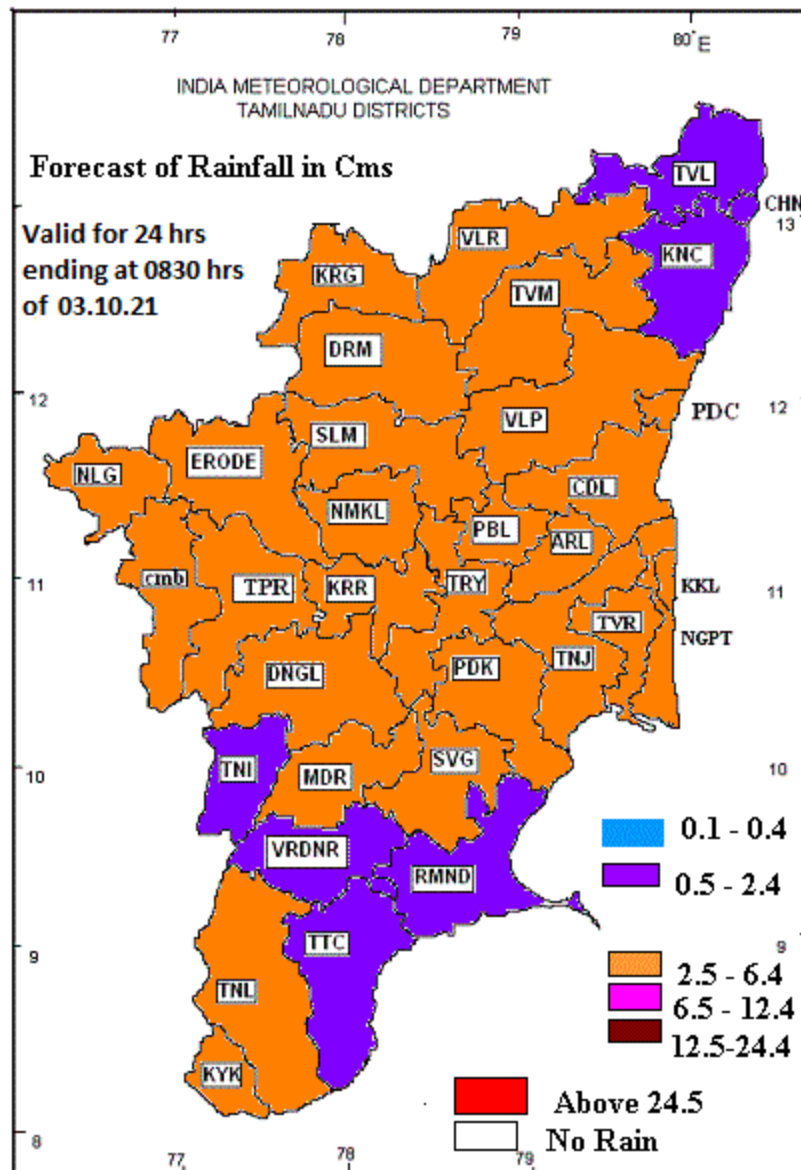 77 78 79 80°E
INDIA METEOROLOGICAL DEPARTMENT
TAMILNADU DISTRICTS
Forecast of Rainfall in Cms
TVL
CHN
13
Valid for 24 hrs
ending at 0830 hrs
of 03.10.21
VLR
KNC
KRG
TVM
DRM
12 12
PDC
VLP
SLM
ERODE
NLG
CDL
NMKL
PBL
ARL
11 11
cmb
TPR
KRR
TRY
KKL
TVR
NGPT
TNJ
DNGL
PDK
10 10
TNI
MDR
SVG
0.1 - 0.4
VRDNR
RMND
0.5 - 2.4
9 9
TTC
2.5 - 6.4
TNL
6.5 - 12.4
12.5-24.4
KYK
Above 24.5
No Rain
8
77 78 79